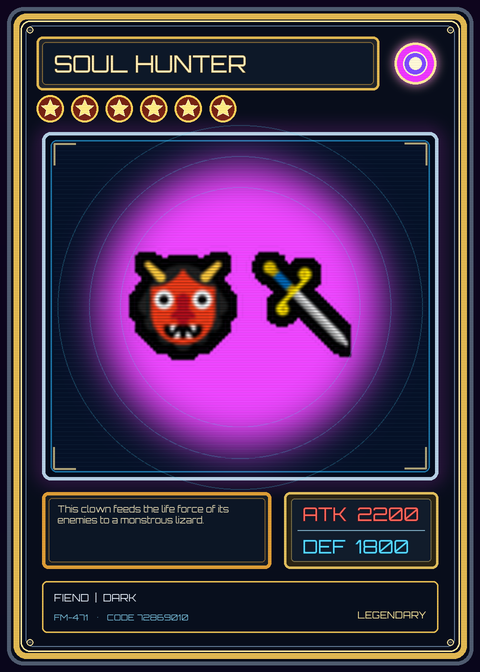 SOUL HUNTER
This clown feeds the life force of its
enemies to a monstrous lizard.
ATK 2200
DEF 1800
FIEND | DARK
FM-471 · CODE 72869010
LEGENDARY